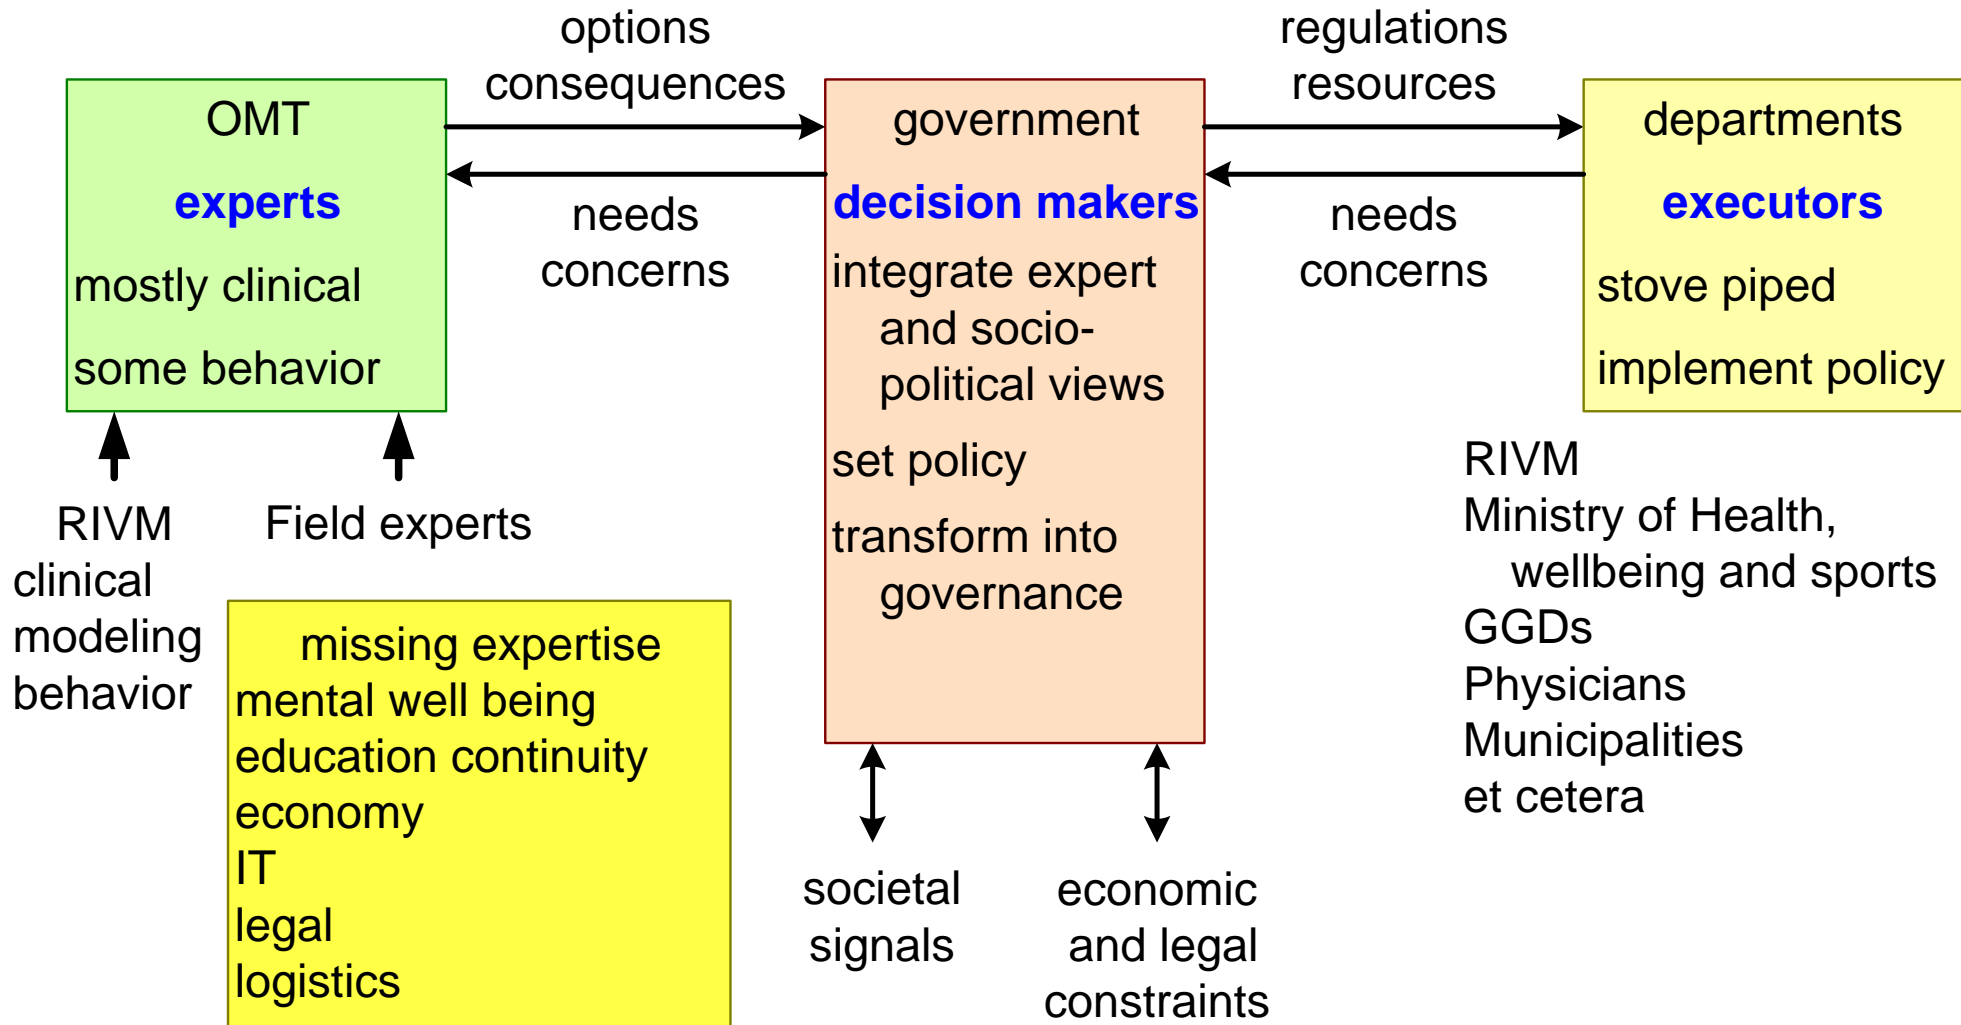 options
consequences
regulations
resources
OMT
experts
mostly clinical
some behavior
needs
concerns
government
decision makers
integrate expert
and socio-
political views
set policy
transform into
governance
needs
concerns
departments
executors
stove piped
implement policy
RIVM
clinical
modeling
behavior
Field experts
missing expertise
mental well being
education continuity
economy
IT
legal
logistics
societal
signals
economic
and legal
constraints
RIVM
Ministry of Health,
wellbeing and sports
GGDs
Physicians
Municipalities
et cetera